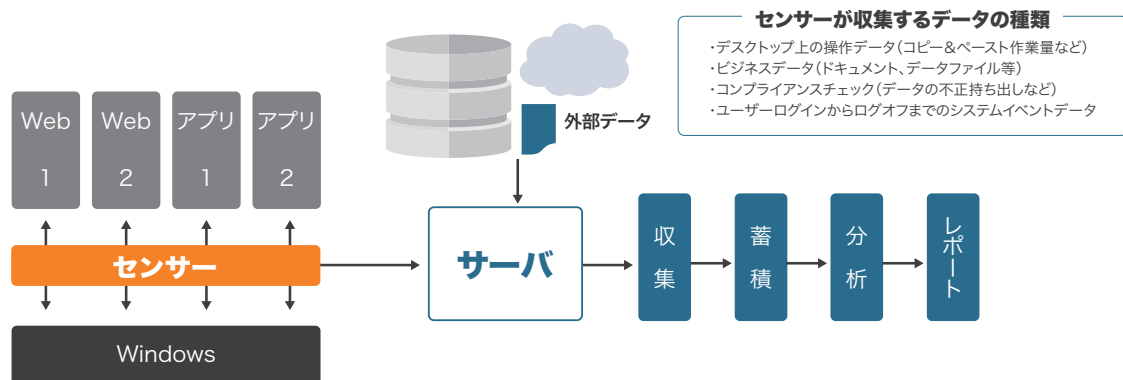 センサーが収集するデータの種類
・デスクトップ上の操作データ(コピー&ペースト作業量など)
・ビジネスデータ(ドキュメント、データファイル等)
・コンプライアンスチェック(データの不正持ち出しなど)
・ユーザーログインからログオフまでのシステムイベントデータ
外部データ
Web
1
Web
2
アプリ
1
アプリ
2
センサー
Windows
サーバ
収集
蓄積
分析
レポート